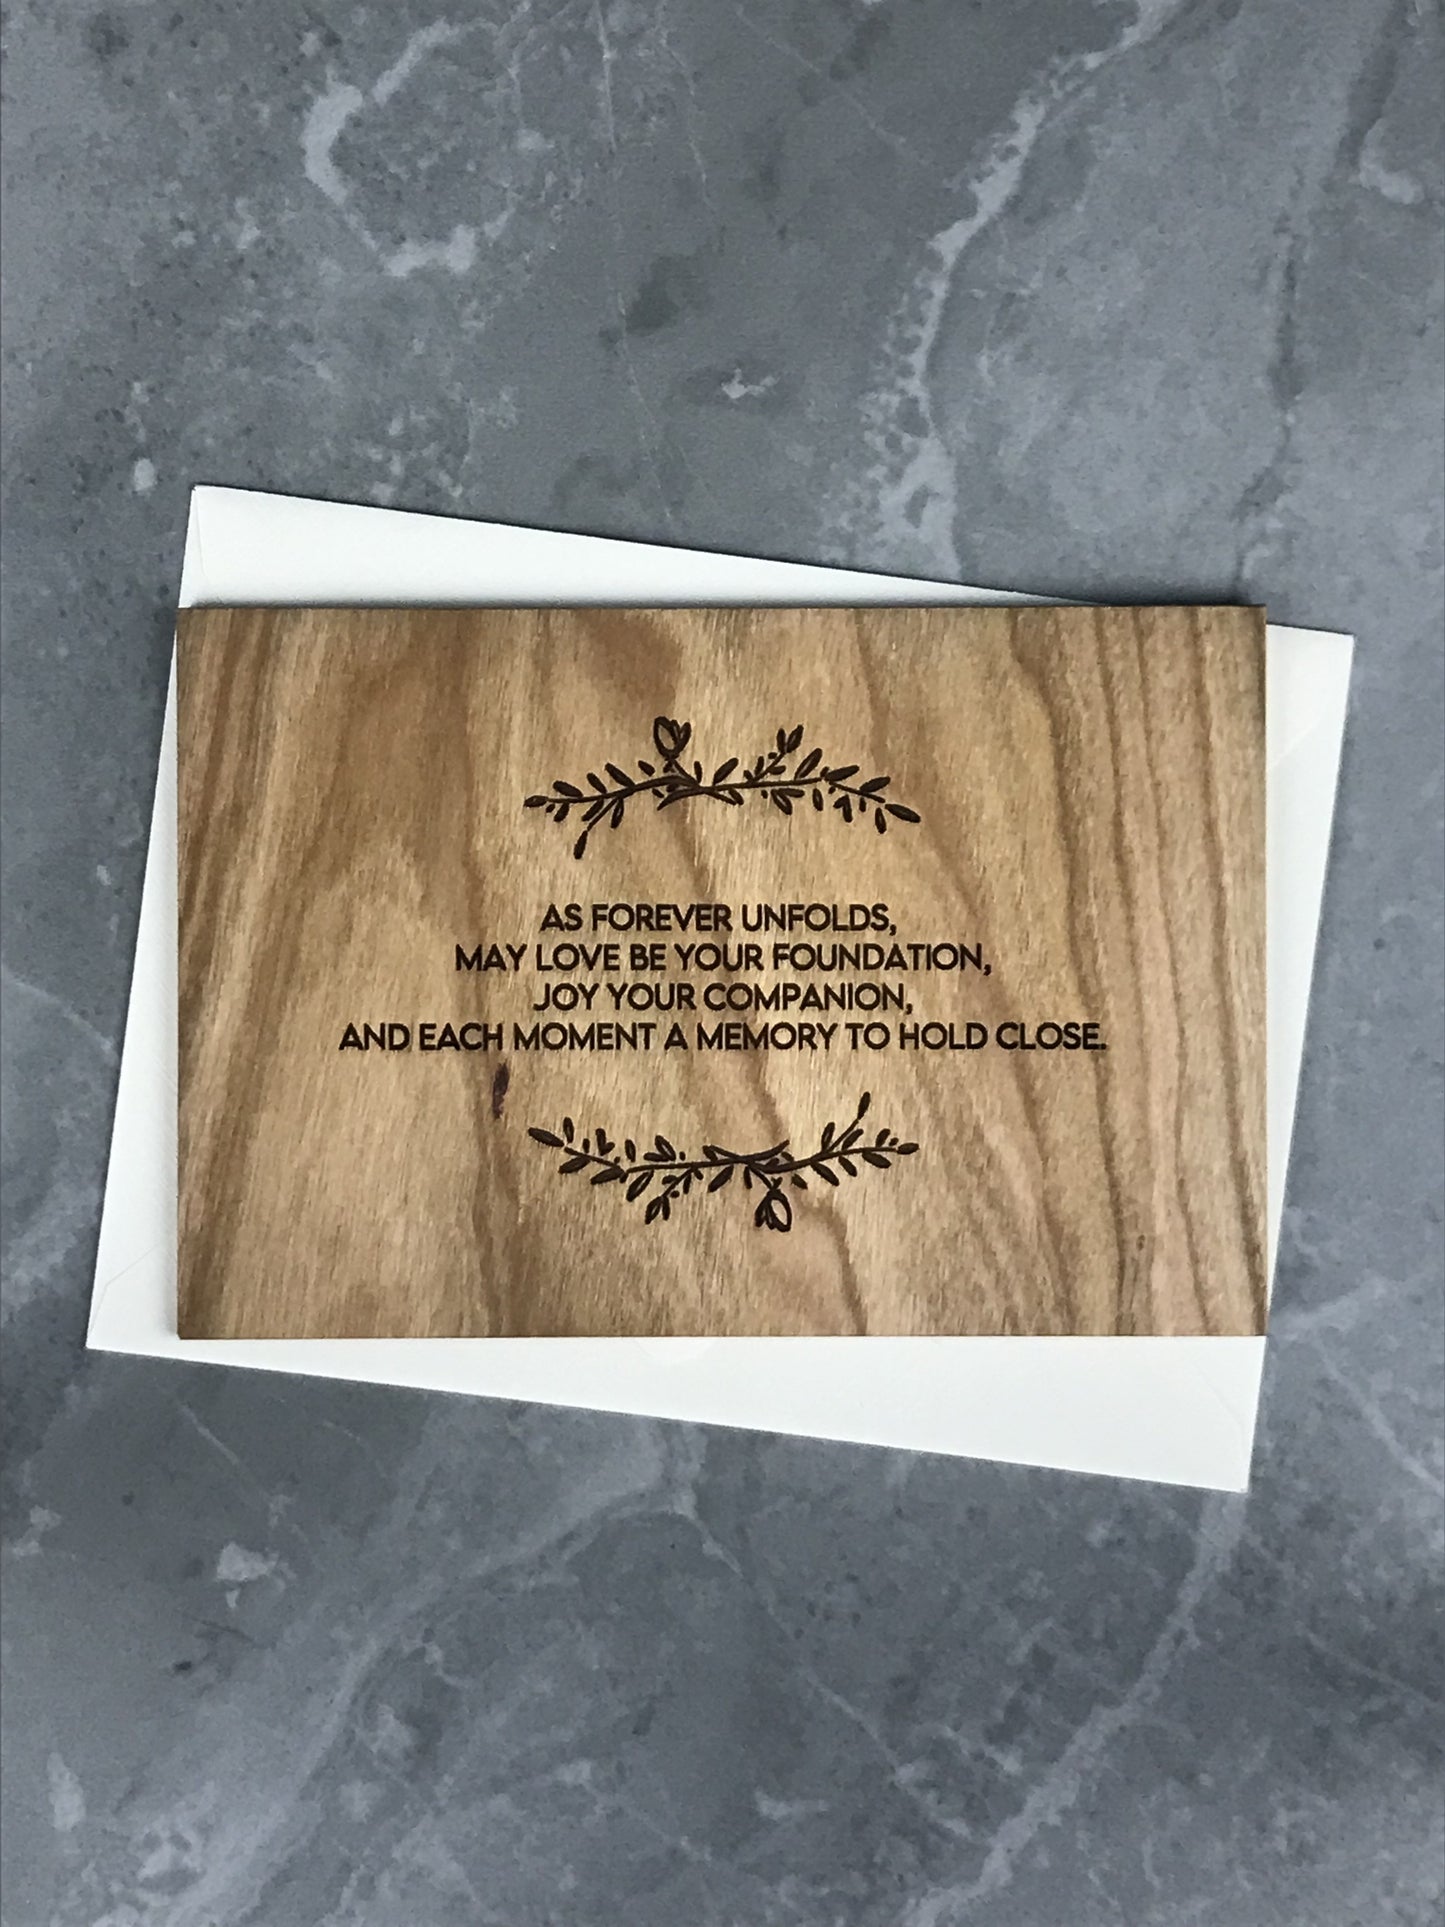 AS FOREVER UNFOLDS,
MAY LOVE BE YOUR FOUNDATION,
JOY YOUR COMPANION,
AND EACH MOMENT A MEMORY TO HOLD CLOSE.